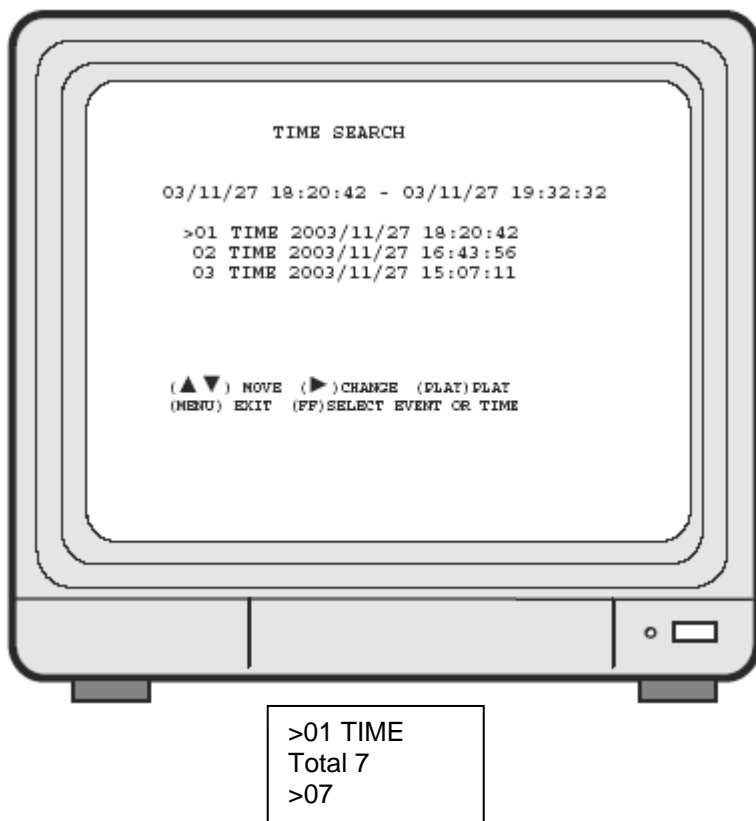 TIME SEARCH
03/11/27 18:20:42 - 03/11/27 19:32:32
>01 TIME 2003/11/27 18:20:42
02 TIME 2003/11/27 16:43:56
03 TIME 2003/11/27 15:07:11
(▲▼) MOVE (▶)CHANGE (PLAY)PLAY
(MENU) EXIT (FF)SELECT EVENT OR TIME
>01 TIME
Total 7
>07